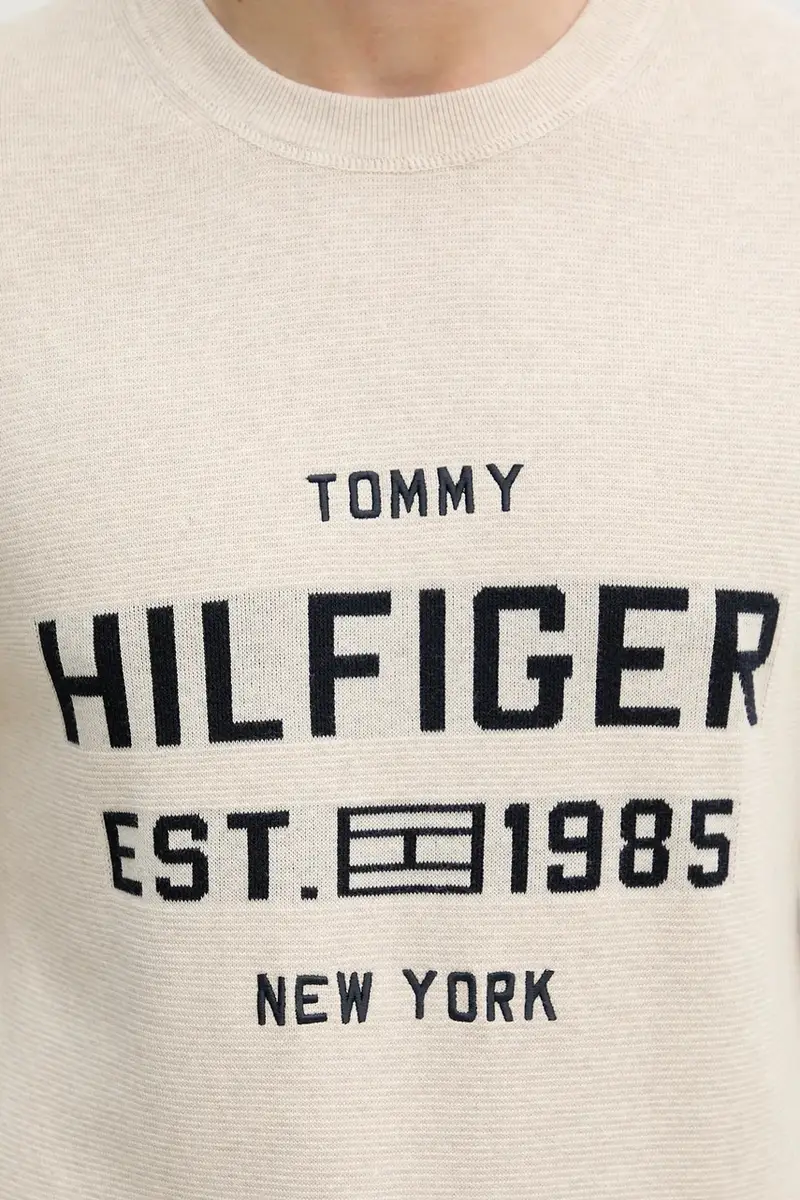 TOMMY
HILFIGER
EST. 1985
NEW YORK